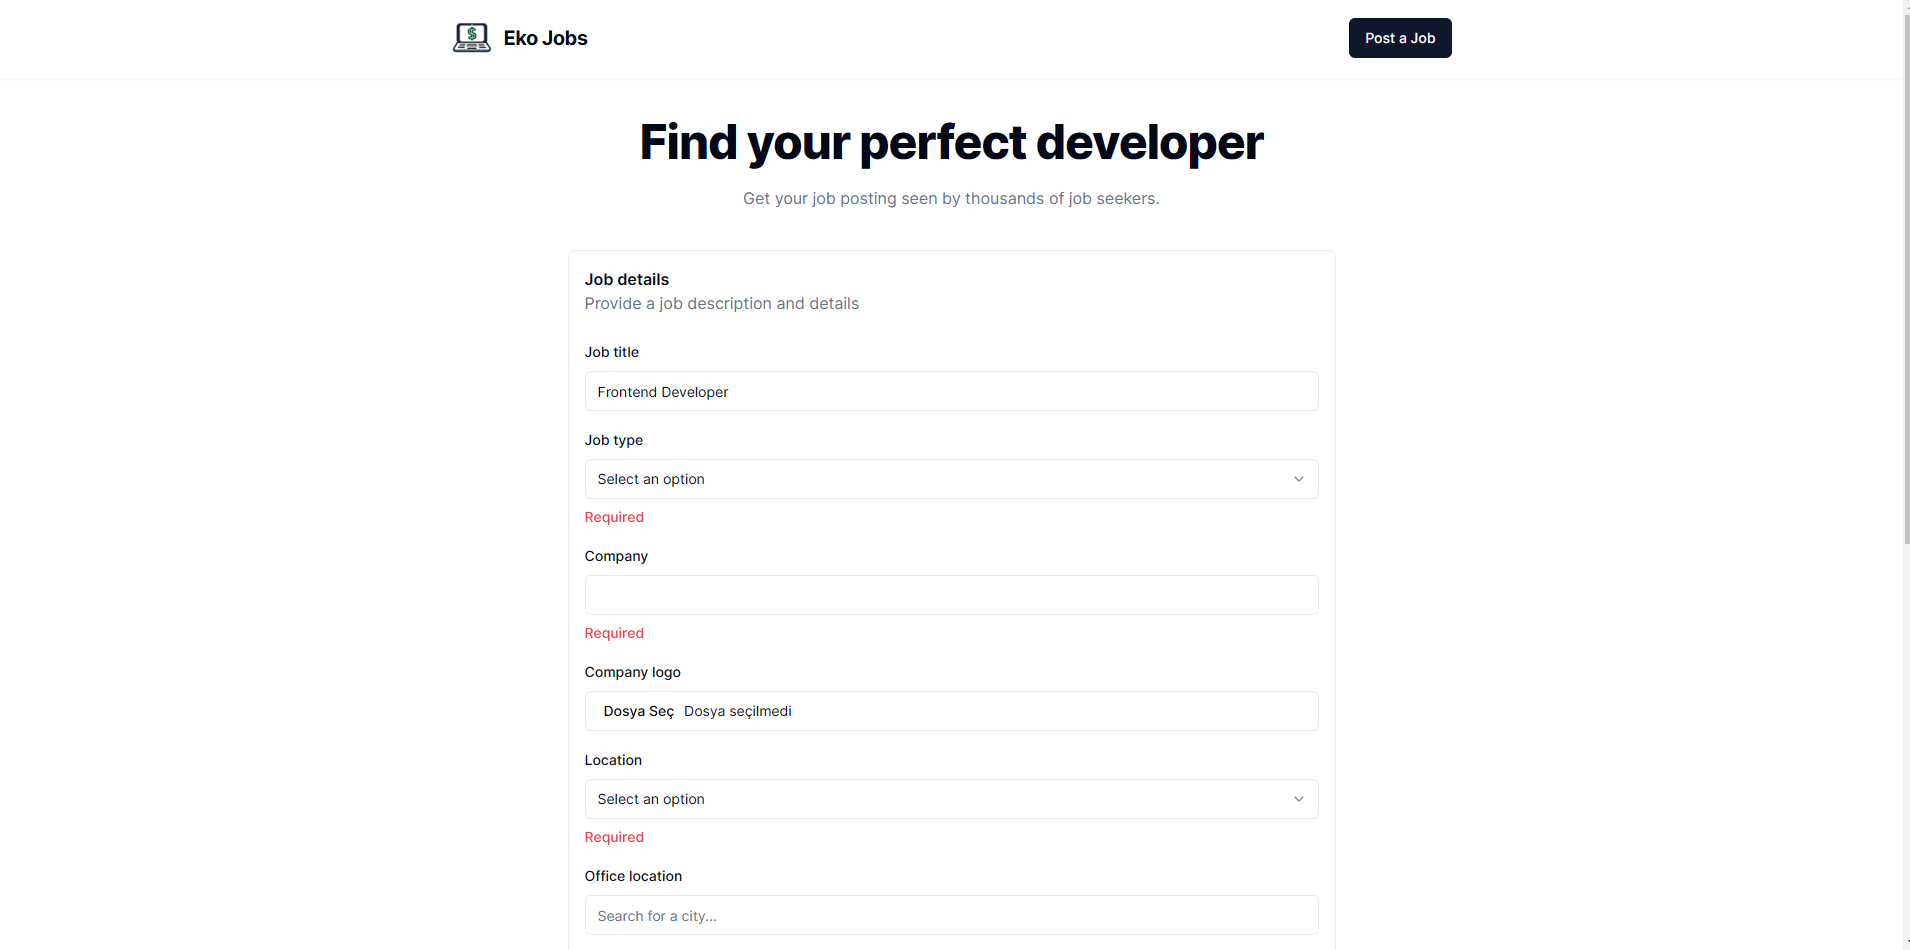 $
Eko Jobs
Post a Job
Find your perfect developer
Get your job posting seen by thousands of job seekers.
Job details
Provide a job description and details
Job title
Frontend Developer
Job type
Select an option
Required
Company
Required
Company logo
Dosya Seç Dosya seçilmedi
Location
Select an option
Required
Office location
Search for a city...